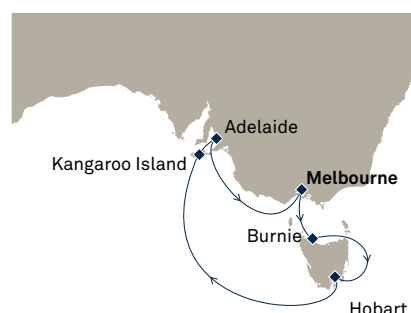 Adelaide
Kangaroo Island
Melbourne
Burnie
Hobart